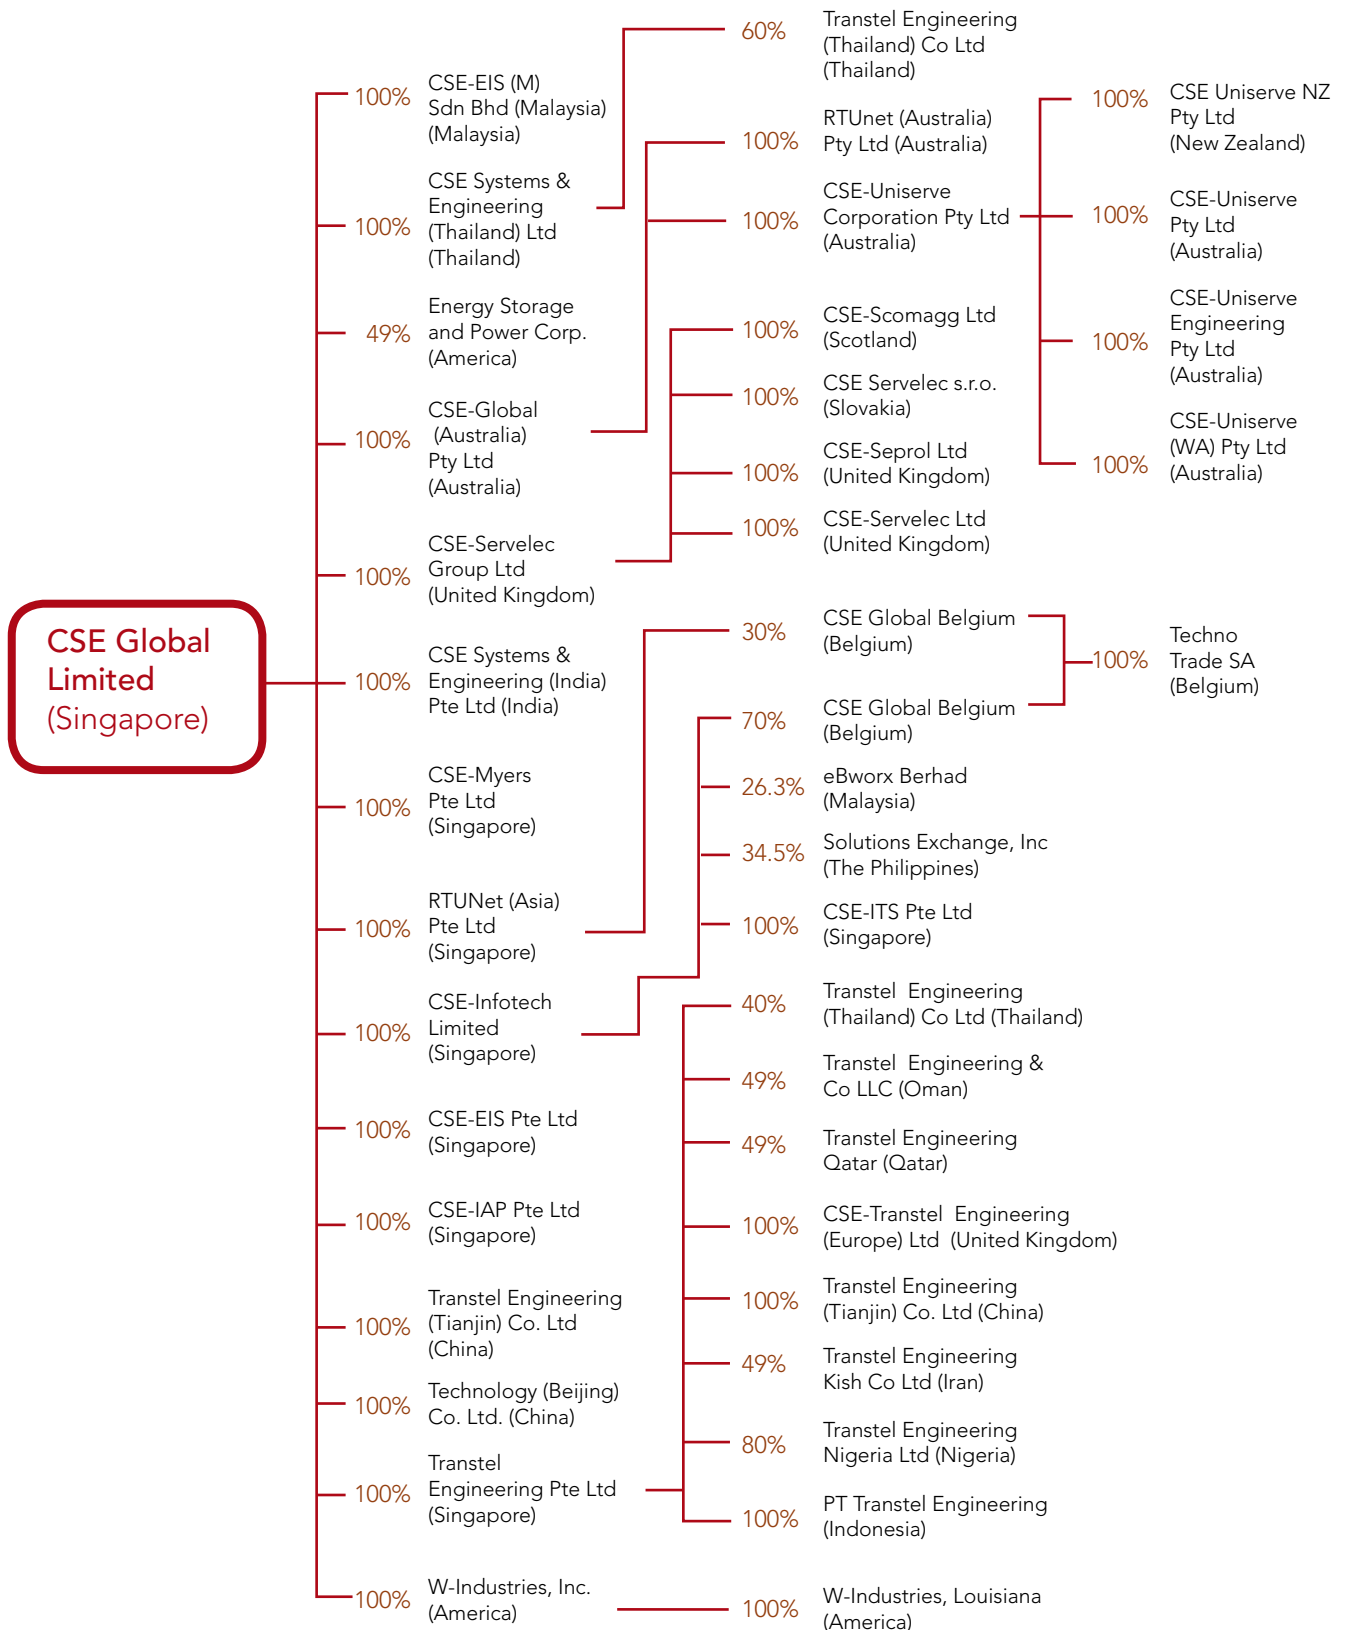 CSE Global
Limited
(Singapore)
100%
CSE-EIS (M)
Sdn Bhd (Malaysia)
(Malaysia)
100%
CSE Systems &
Engineering
(Thailand) Ltd
(Thailand)
49%
Energy Storage
and Power Corp.
(America)
100%
CSE-Global
(Australia)
Pty Ltd
(Australia)
100%
CSE-Servelec
Group Ltd
(United Kingdom)
100%
CSE Systems &
Engineering (India)
Pte Ltd (India)
100%
CSE-Myers
Pte Ltd
(Singapore)
100%
RTUNet (Asia)
Pte Ltd
(Singapore)
100%
CSE-Infotech
Limited
(Singapore)
100%
CSE-EIS Pte Ltd
(Singapore)
100%
CSE-IAP Pte Ltd
(Singapore)
100%
Transtel Engineering
(Tianjin) Co. Ltd
(China)
100%
Technology (Beijing)
Co. Ltd. (China)
100%
Transtel
Engineering Pte Ltd
(Singapore)
100%
W-Industries, Inc.
(America)
60%
Transtel Engineering
(Thailand) Co Ltd
(Thailand)
100%
RTUnet (Australia)
Pty Ltd (Australia)
100%
CSE-Uniserve
Corporation Pty Ltd
(Australia)
100%
CSE-Scomagg Ltd
(Scotland)
100%
CSE Servelec s.r.o.
(Slovakia)
100%
CSE-Seprol Ltd
(United Kingdom)
100%
CSE-Servelec Ltd
(United Kingdom)
30%
CSE Global Belgium
(Belgium)
70%
CSE Global Belgium
(Belgium)
26.3%
eBworx Berhad
(Malaysia)
34.5%
Solutions Exchange, Inc
(The Philippines)
100%
CSE-ITS Pte Ltd
(Singapore)
40%
Transtel Engineering
(Thailand) Co Ltd (Thailand)
49%
Transtel Engineering &
Co LLC (Oman)
49%
Transtel Engineering
Qatar (Qatar)
100%
CSE-Transtel Engineering
(Europe) Ltd (United Kingdom)
100%
Transtel Engineering
(Tianjin) Co. Ltd (China)
49%
Transtel Engineering
Kish Co Ltd (Iran)
80%
Transtel Engineering
Nigeria Ltd (Nigeria)
100%
PT Transtel Engineering
(Indonesia)
100%
W-Industries, Louisiana
(America)
100%
CSE Uniserve NZ
Pty Ltd
(New Zealand)
100%
CSE-Uniserve
Pty Ltd
(Australia)
100%
CSE-Uniserve
Engineering
Pty Ltd
(Australia)
100%
CSE-Uniserve
(WA) Pty Ltd
(Australia)
100%
Techno
Trade SA
(Belgium)